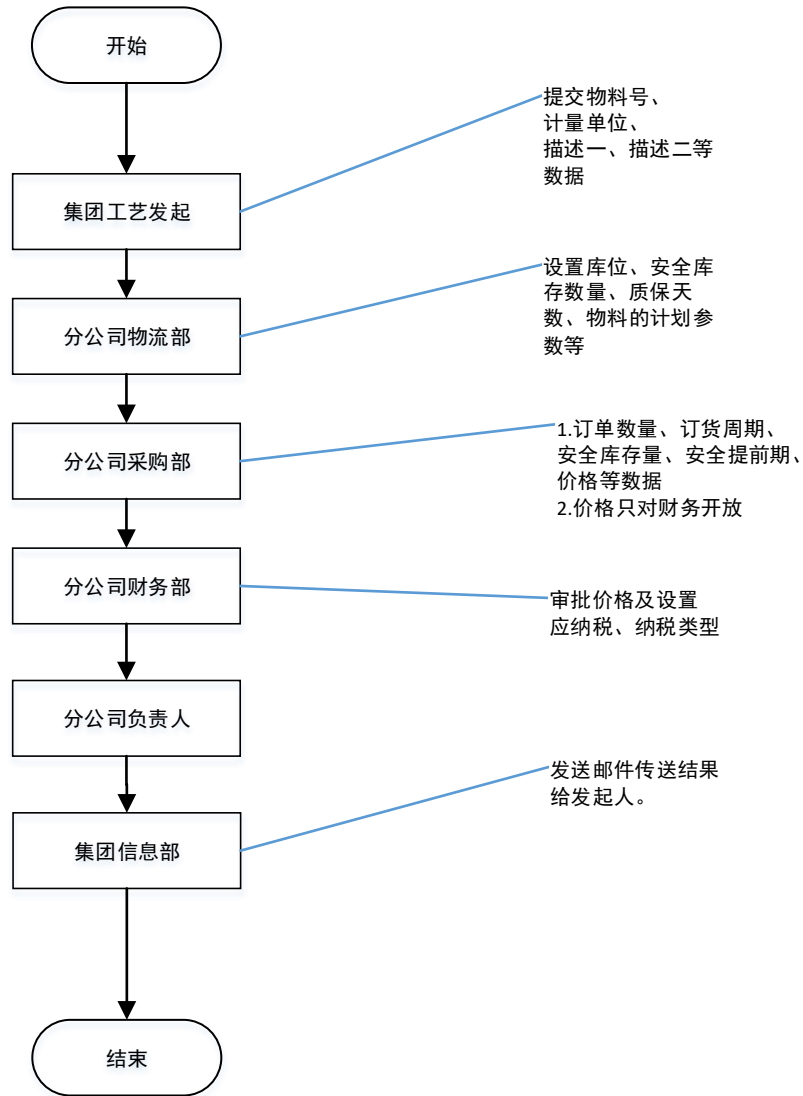 开始
提交物料号、
计量单位、
描述一、描述二等
数据
集团工艺发起
设置库位、安全库
存数量、质保天
数、物料的计划参
数等
分公司物流部
1.订单数量、订货周期、
安全库存量、安全提前期、
价格等数据
2.价格只对财务开放
分公司采购部
分公司财务部
审批价格及设置
应纳税、纳税类型
分公司负责人
发送邮件传送结果
给发起人。
集团信息部
结束